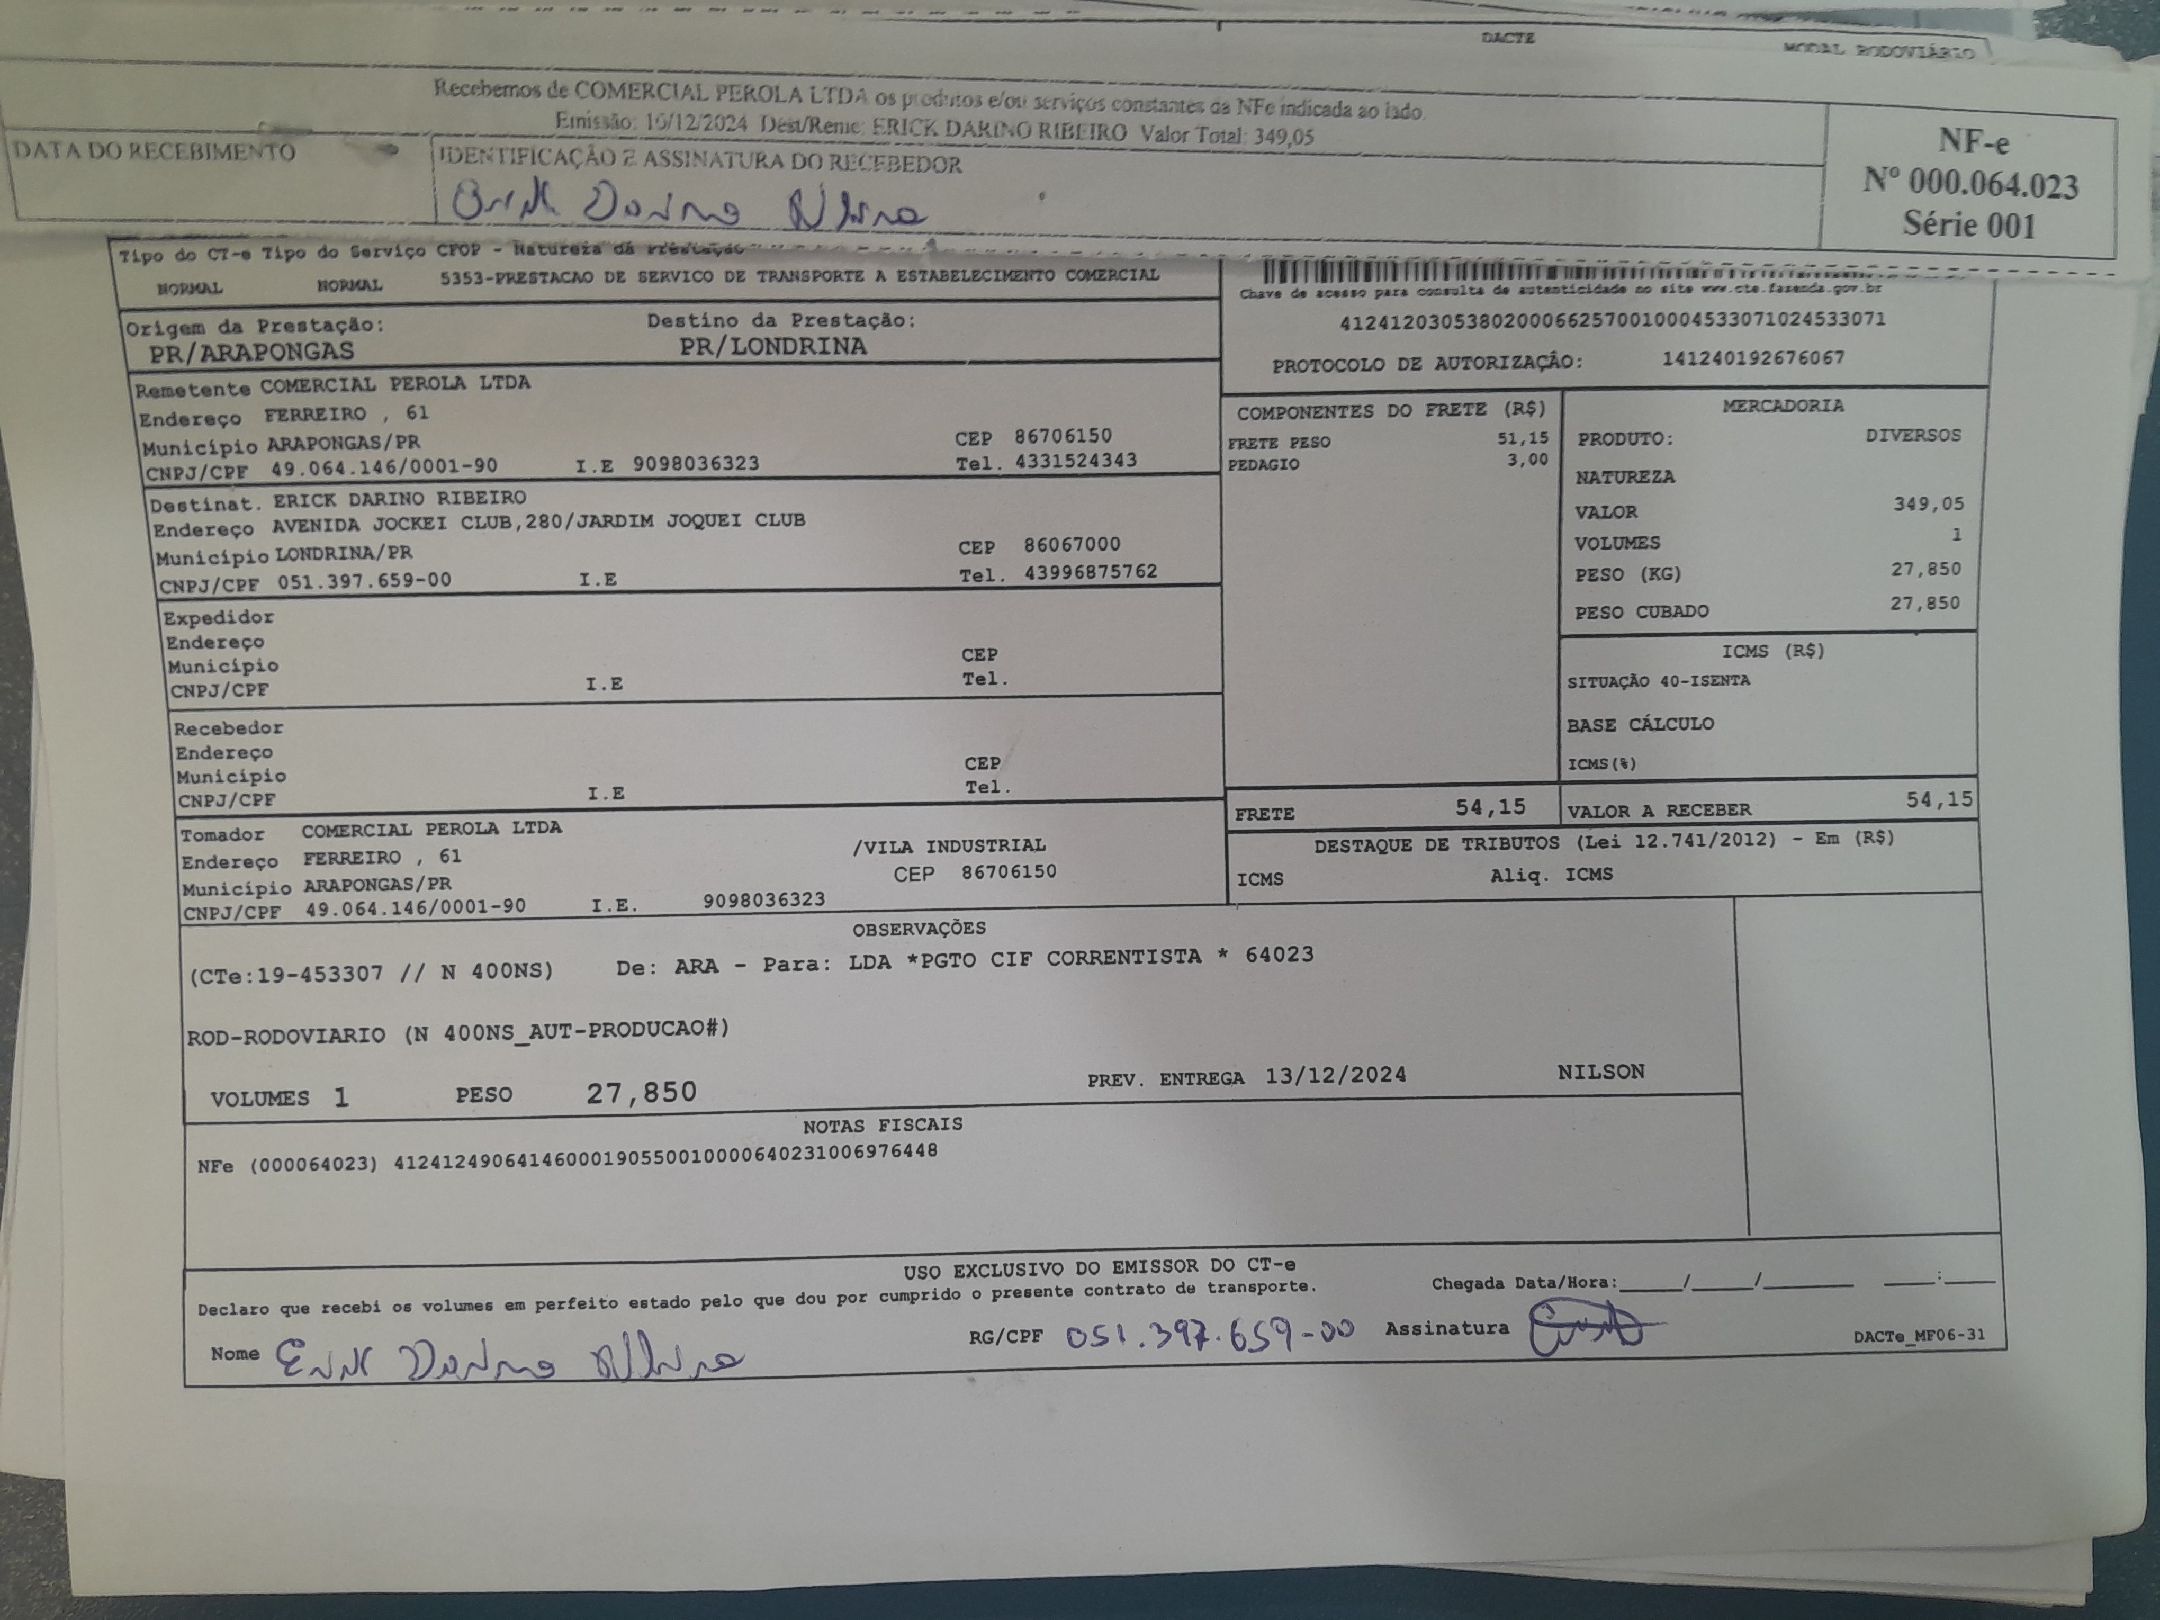 DACTE
MODAL RODOVIÁRIO
Recebemos de COMERCIAL PEROLA LTDA os produtos e/ou serviços constantes da NFe indicada ao lado.
Emissão: 10/12/2024 Dest/Reme: ERICK DARINO RIBEIRO Valor Total: 349,05
DATA DO RECEBIMENTO
IDENTIFICAÇÃO E ASSINATURA DO RECEBEDOR
NF-e
Nº 000.064.023
Série 001
Tipo do CT-e Tipo do Serviço CFOP - Natureza da Prestação
NORMAL NORMAL 5353-PRESTACAO DE SERVICO DE TRANSPORTE A ESTABELECIMENTO COMERCIAL
Chave de acesso para consulta de autenticidade no site www.cte.fazenda.gov.br
41241203053802000662570010004533071024533071
PROTOCOLO DE AUTORIZAÇÃO: 141240192676067
Origem da Prestação: Destino da Prestação:
PR/ARAPONGAS PR/LONDRINA
Remetente COMERCIAL PEROLA LTDA
Endereço FERREIRO , 61
Município ARAPONGAS/PR CEP 86706150
CNPJ/CPF 49.064.146/0001-90 I.E 9098036323 Tel. 4331524343
Destinat. ERICK DARINO RIBEIRO
Endereço AVENIDA JOCKEI CLUB,280/JARDIM JOQUEI CLUB
Município LONDRINA/PR CEP 86067000
CNPJ/CPF 051.397.659-00 I.E Tel. 43996875762
Expedidor
Endereço
Município CEP
CNPJ/CPF I.E Tel.
Recebedor
Endereço
Município CEP
CNPJ/CPF I.E Tel.
Tomador COMERCIAL PEROLA LTDA
Endereço FERREIRO , 61 /VILA INDUSTRIAL
Município ARAPONGAS/PR CEP 86706150
CNPJ/CPF 49.064.146/0001-90 I.E. 9098036323
COMPONENTES DO FRETE (R$)
FRETE PESO 51,15
PEDAGIO 3,00
FRETE 54,15
MERCADORIA
PRODUTO: DIVERSOS
NATUREZA
VALOR 349,05
VOLUMES 1
PESO (KG) 27,850
PESO CUBADO 27,850
ICMS (R$)
SITUAÇÃO 40-ISENTA
BASE CÁLCULO
ICMS(%)
VALOR A RECEBER 54,15
DESTAQUE DE TRIBUTOS (Lei 12.741/2012) - Em (R$)
ICMS Aliq. ICMS
OBSERVAÇÕES
(CTe:19-453307 // N 400NS) De: ARA - Para: LDA *PGTO CIF CORRENTISTA * 64023
ROD-RODOVIARIO (N 400NS_AUT-PRODUCAO#)
VOLUMES 1 PESO 27,850 PREV. ENTREGA 13/12/2024 NILSON
NOTAS FISCAIS
NFe (000064023) 41241249064146000190550010000640231006976448
USO EXCLUSIVO DO EMISSOR DO CT-e
Declaro que recebi os volumes em perfeito estado pelo que dou por cumprido o presente contrato de transporte. Chegada Data/Hora:____/____/______ ____:____
Nome Erick Darino Ribeiro RG/CPF 051.397.659-00 Assinatura
DACTe_MF06-31